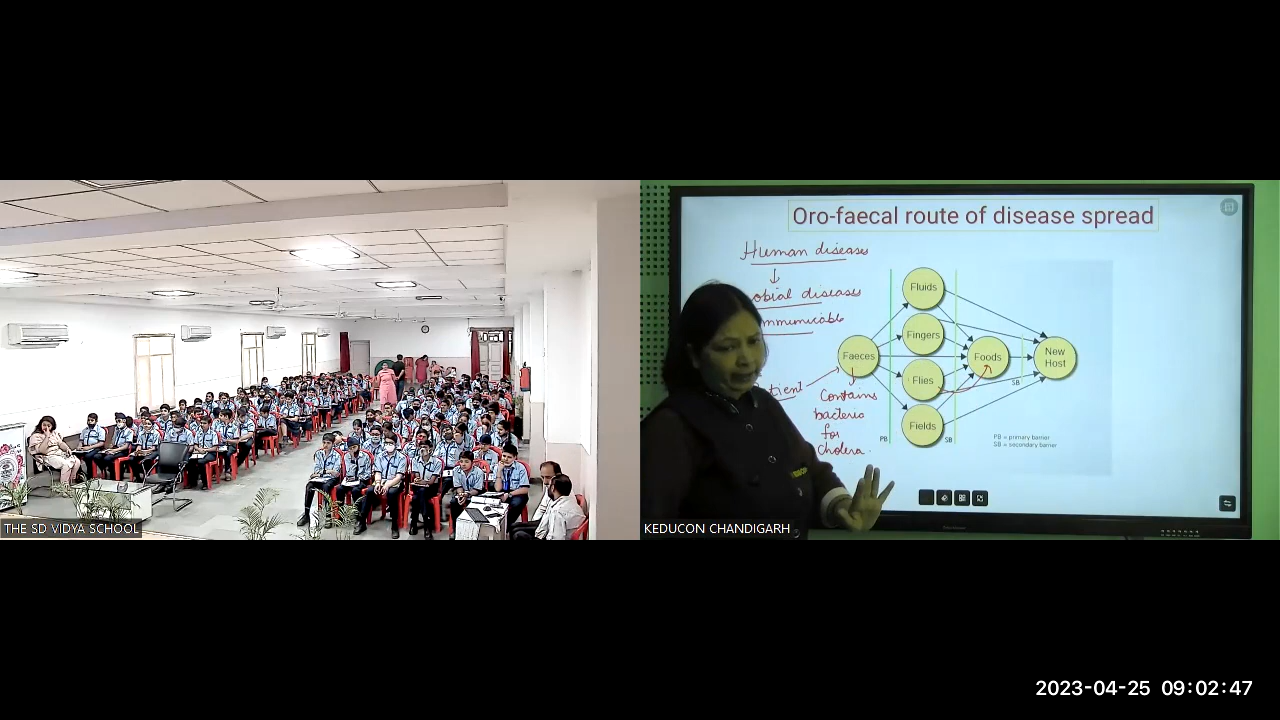 Oro-faecal route of disease spread
Human diseases
obial diseases
mmunicable
tient
Contains
bacteria
for
cholera.
Fluids
Fingers
Faeces
Foods
New
Host
Flies
Fields
SB
PB
SB
PB = primary barrier
SB = secondary barrier
THE SD VIDYA SCHOOL
KEDUCON CHANDIGARH
2023-04-25 09:02:47